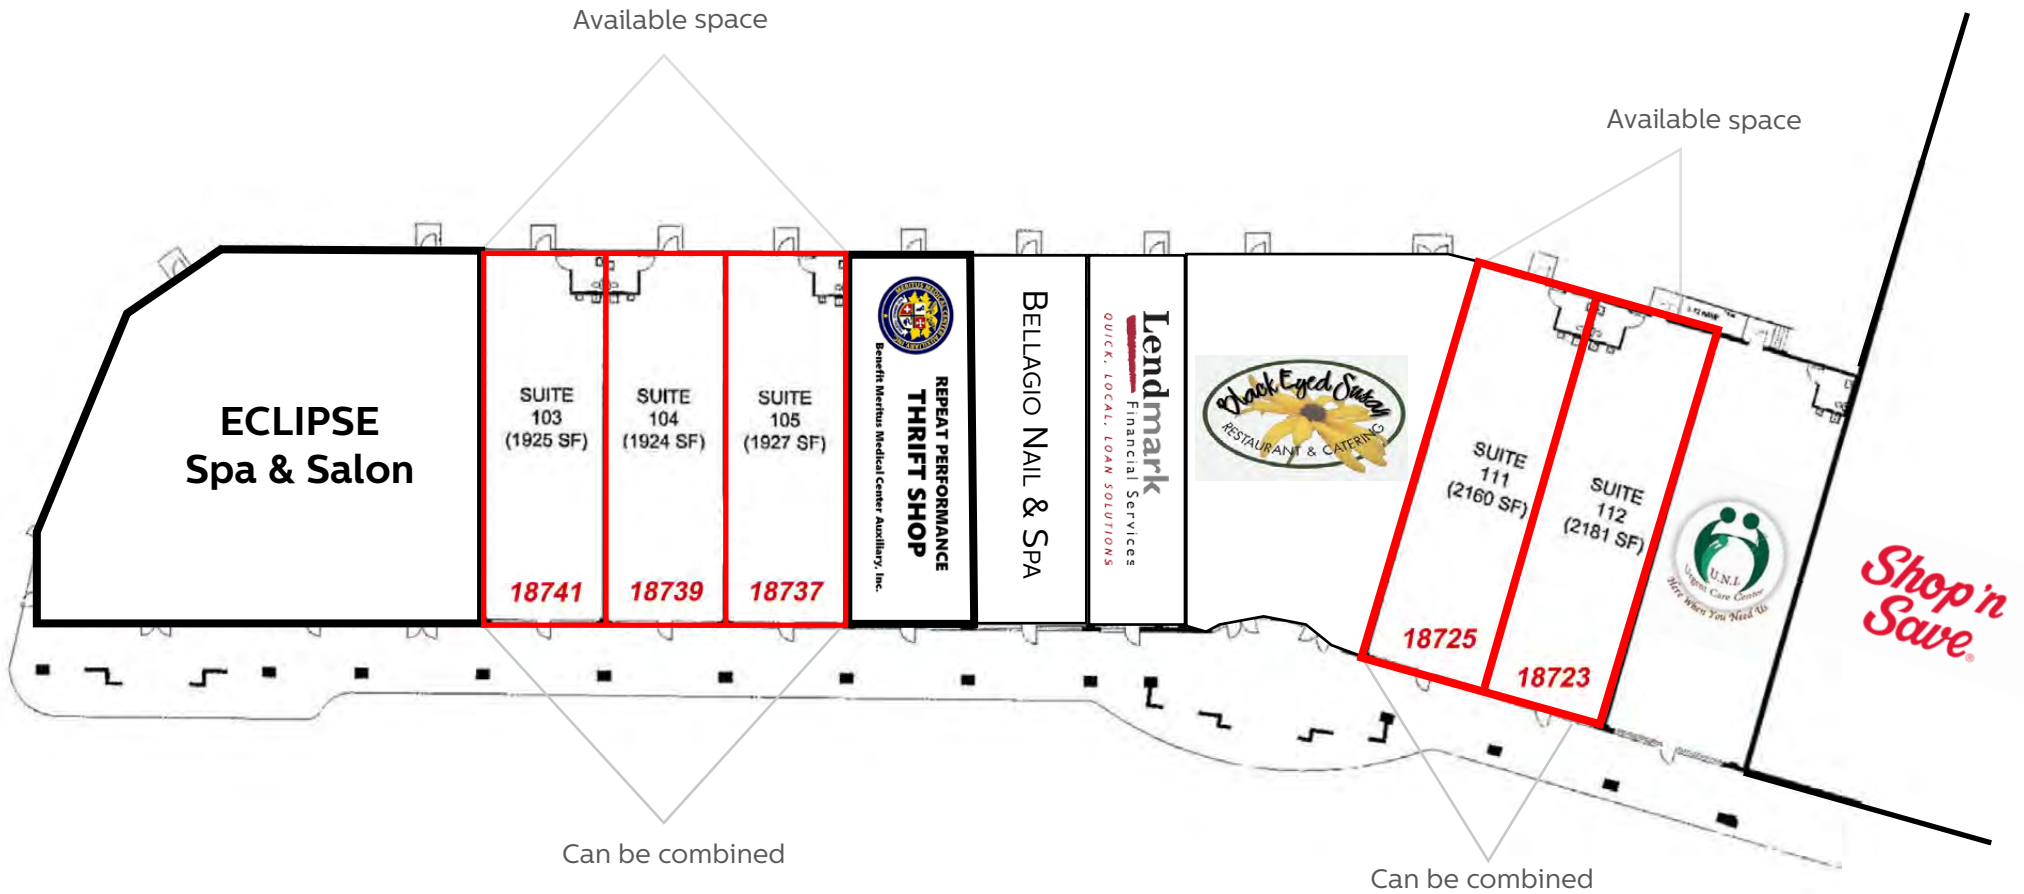 Available space
Available space
ECLIPSE
Spa & Salon
SUITE
103
(1925 SF)
18741
SUITE
104
(1924 SF)
18739
SUITE
105
(1927 SF)
18737
REPEAT PERFORMANCE
THRIFT SHOP
Benefit Meritus Medical Center Auxiliary, Inc.
BELLAGIO NAIL & SPA
Lendmark
Financial Services
QUICK, LOCAL, LOAN SOLUTIONS
Black Eyed Susan
RESTAURANT & CATERING
SUITE
111
(2160 SF)
18725
SUITE
112
(2181 SF)
18723
U.N.I.
Urgent Care Center
Here When You Need Us
Shop'n
Save®
Can be combined
Can be combined